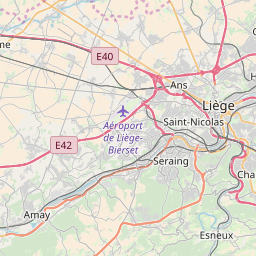 E40
Ans
Liège
Aéroport
de Liège-
Bierset
Saint-Nicolas
E42
Seraing
Cha
Amay
Esneux